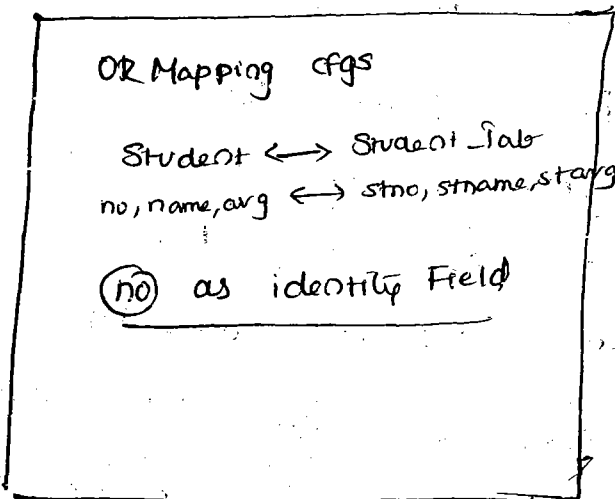 OR Mapping cfgs
Student <--> Student_Tab
no, name, avg <--> stno, stname, stavg
no as identity Field